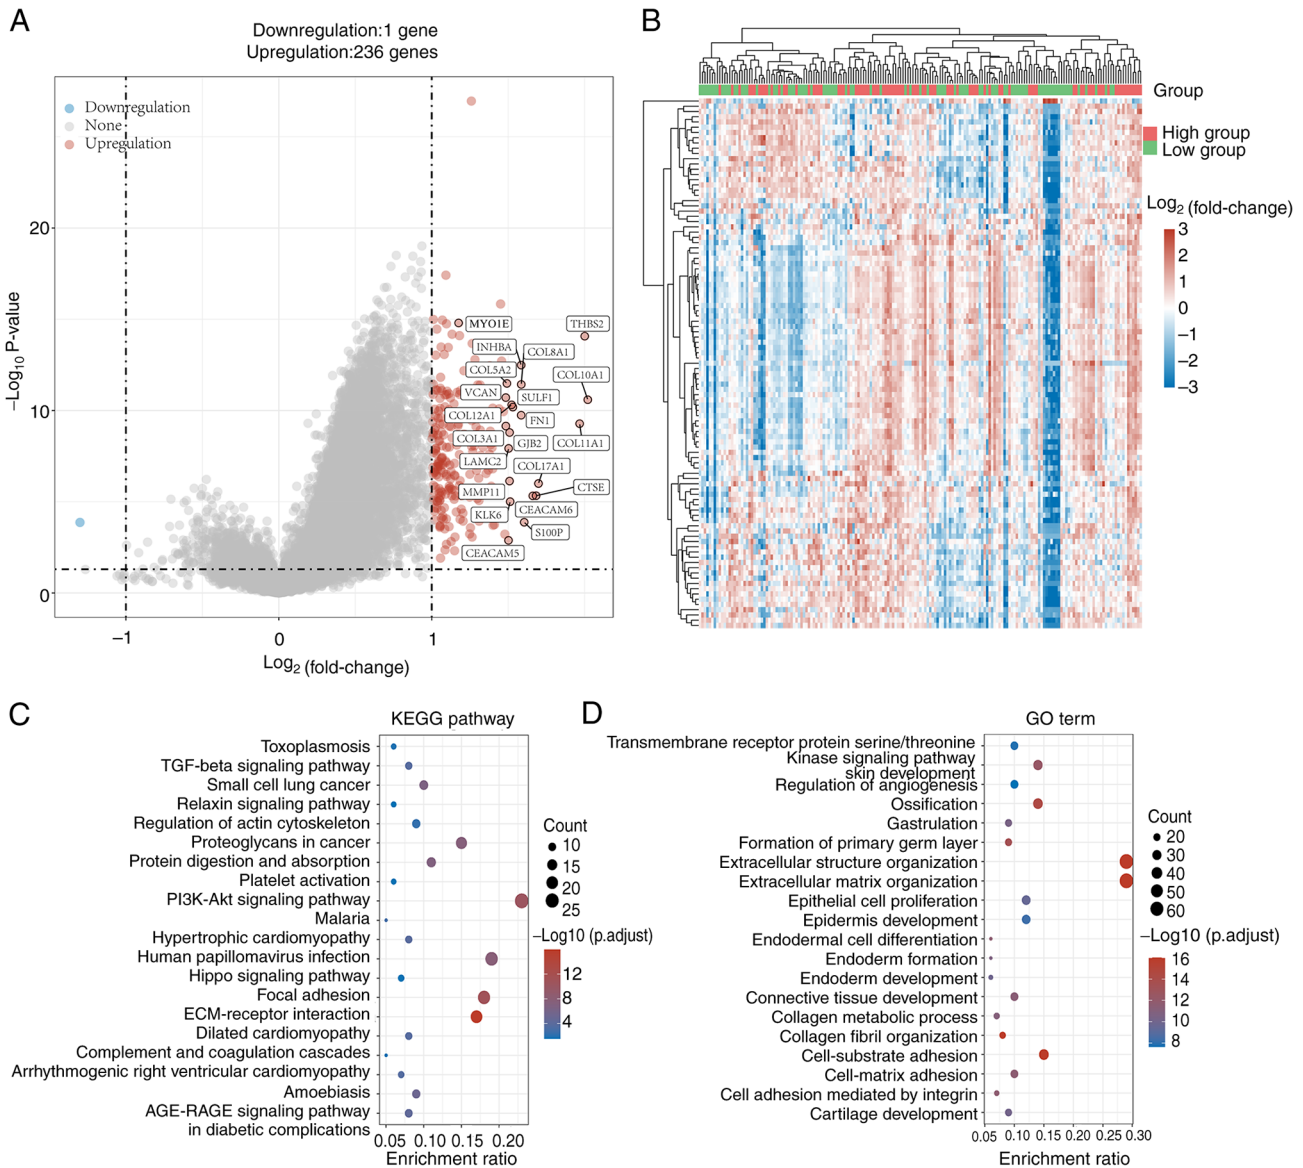 A
Downregulation:1 gene
Upregulation:236 genes
Downregulation
None
Upregulation
20
10
0
−Log10 P-value
MYO1E
THBS2
INHBA
COL8A1
COL5A2
COL10A1
VCAN
SULF1
COL12A1
FN1
COL3A1
GJB2
COL11A1
LAMC2
COL17A1
MMP11
CTSE
KLK6
CEACAM6
S100P
CEACAM5
−1
0
1
Log2 (fold-change)
B
Group
High group
Low group
Log2 (fold-change)
3
2
1
0
−1
−2
−3
C
KEGG pathway
Toxoplasmosis
TGF-beta signaling pathway
Small cell lung cancer
Relaxin signaling pathway
Regulation of actin cytoskeleton
Proteoglycans in cancer
Protein digestion and absorption
Platelet activation
PI3K-Akt signaling pathway
Malaria
Hypertrophic cardiomyopathy
Human papillomavirus infection
Hippo signaling pathway
Focal adhesion
ECM-receptor interaction
Dilated cardiomyopathy
Complement and coagulation cascades
Arrhythmogenic right ventricular cardiomyopathy
Amoebiasis
AGE-RAGE signaling pathway
in diabetic complications
0.05 0.10 0.15 0.20
Enrichment ratio
Count
10
15
20
25
−Log10 (p.adjust)
12
8
4
D
GO term
Transmembrane receptor protein serine/threonine
Kinase signaling pathway
skin development
Regulation of angiogenesis
Ossification
Gastrulation
Formation of primary germ layer
Extracellular structure organization
Extracellular matrix organization
Epithelial cell proliferation
Epidermis development
Endodermal cell differentiation
Endoderm formation
Endoderm development
Connective tissue development
Collagen metabolic process
Collagen fibril organization
Cell-substrate adhesion
Cell-matrix adhesion
Cell adhesion mediated by integrin
Cartilage development
0.05 0.10 0.15 0.20 0.25 0.30
Enrichment ratio
Count
20
30
40
50
60
−Log10 (p.adjust)
16
14
12
10
8